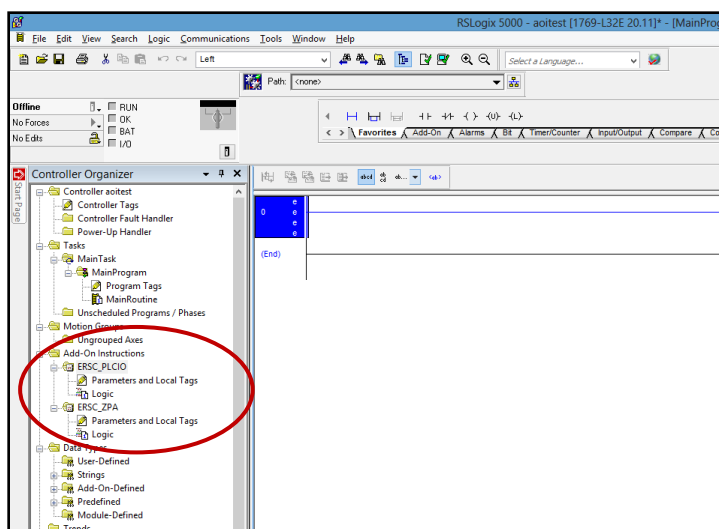 RSLogix 5000 - aoitest [1769-L32E 20.11]* - [MainProg
File Edit View Search Logic Communications Tools Window Help
Left
Select a Language...
Path: <none>
Offline
RUN
No Forces
OK
BAT
No Edits
I/O
Favorites Add-On Alarms Bit Timer/Counter Input/Output Compare Co
Start Page
Controller Organizer
Controller aoitest
Controller Tags
Controller Fault Handler
Power-Up Handler
Tasks
MainTask
MainProgram
Program Tags
MainRoutine
Unscheduled Programs / Phases
Motion Groups
Ungrouped Axes
Add-On Instructions
ERSC_PLCIO
Parameters and Local Tags
Logic
ERSC_ZPA
Parameters and Local Tags
Logic
Data Types
User-Defined
Strings
Add-On-Defined
Predefined
Module-Defined
Trends
0
e
e
e
e
(End)